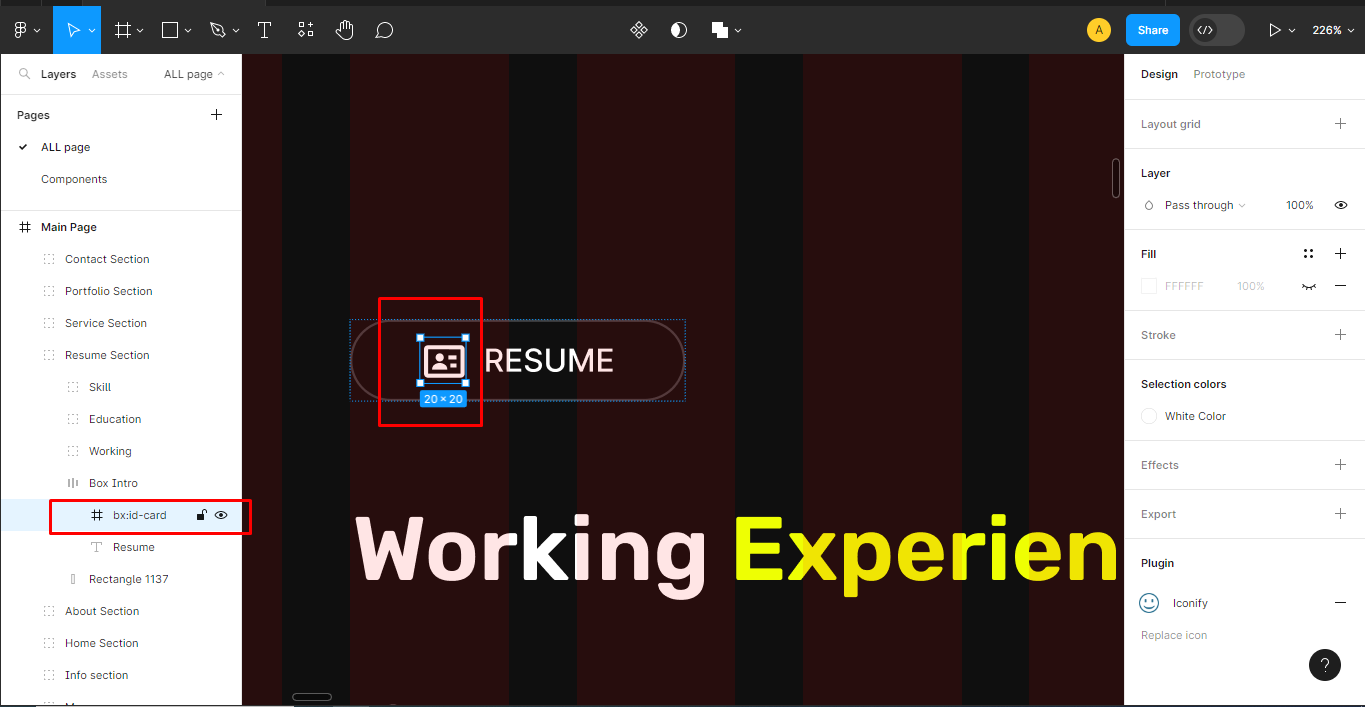 A
Share
226%
Layers Assets ALL page
Pages
ALL page
Components
Main Page
Contact Section
Portfolio Section
Service Section
Resume Section
Skill
Education
Working
Box Intro
bx:id-card
Resume
Rectangle 1137
About Section
Home Section
Info section
RESUME
20 × 20
Working Experien
Design Prototype
Layout grid
Layer
Pass through 100%
Fill
FFFFFF 100%
Stroke
Selection colors
White Color
Effects
Export
Plugin
Iconify
Replace icon
?